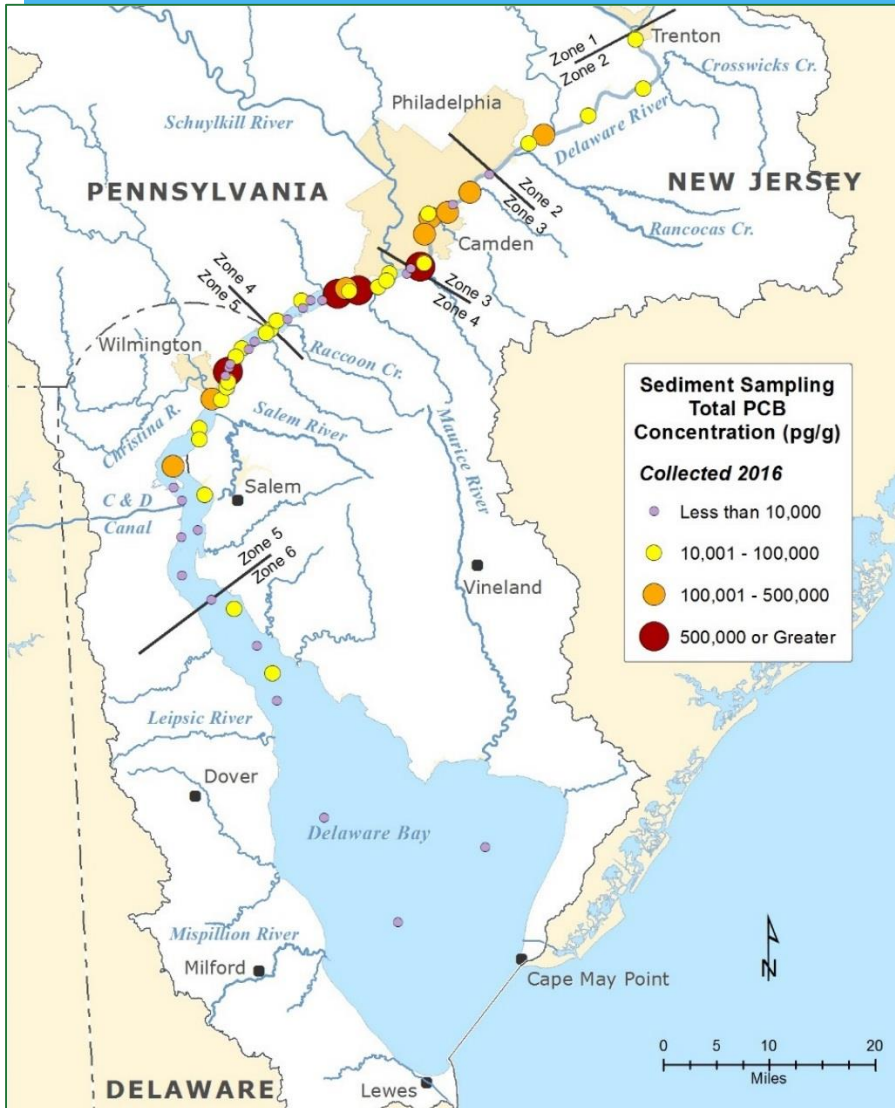 Zone 1
Trenton
Zone 2
Crosswicks Cr.
Philadelphia
Schuylkill River
Delaware River
PENNSYLVANIA
NEW JERSEY
Zone 2
Zone 3
Rancocas Cr.
Camden
Zone 3
Zone 4
Zone 4
Zone 5
Wilmington
Raccoon Cr.
Christina R.
Salem River
Maurice River
Salem
C & D
Canal
Zone 5
Zone 6
Vineland
Sediment Sampling
Total PCB
Concentration (pg/g)
Collected 2016
Less than 10,000
10,001 - 100,000
100,001 - 500,000
500,000 or Greater
Leipsic River
Dover
Delaware Bay
Mispillion River
Milford
Cape May Point
N
0 5 10 20
Miles
DELAWARE
Lewes